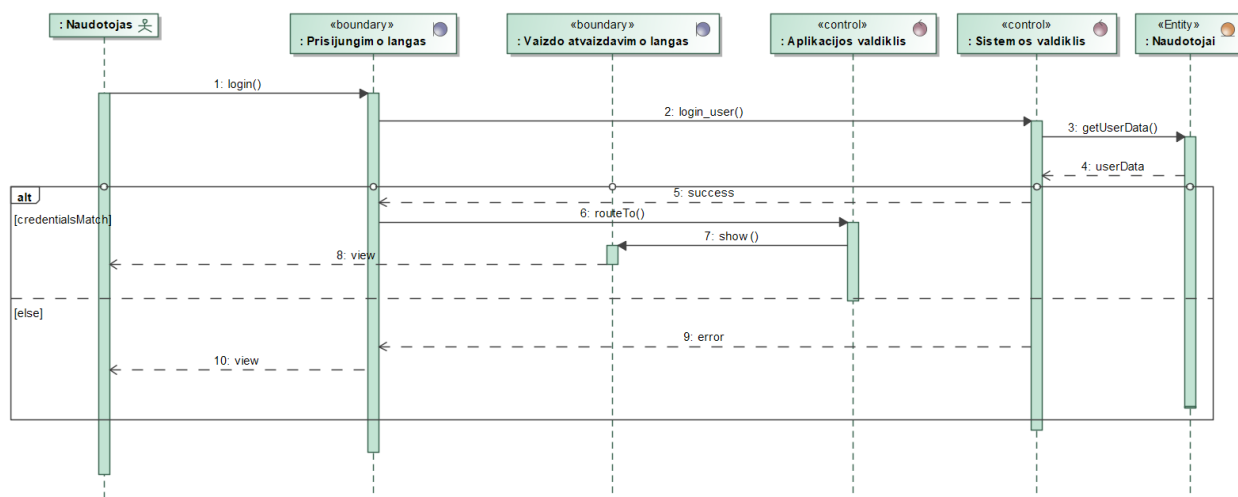 : Naudotojas
«boundary»
: Prisijungimo langas
«boundary»
: Vaizdo atvaizdavimo langas
«control»
: Aplikacijos valdiklis
«control»
: Sistemos valdiklis
«Entity»
: Naudotojai
1: login()
2: login_user()
3: getUserData()
4: userData
alt
5: success
[credentialsMatch]
6: routeTo()
7: show()
8: view
[else]
9: error
10: view